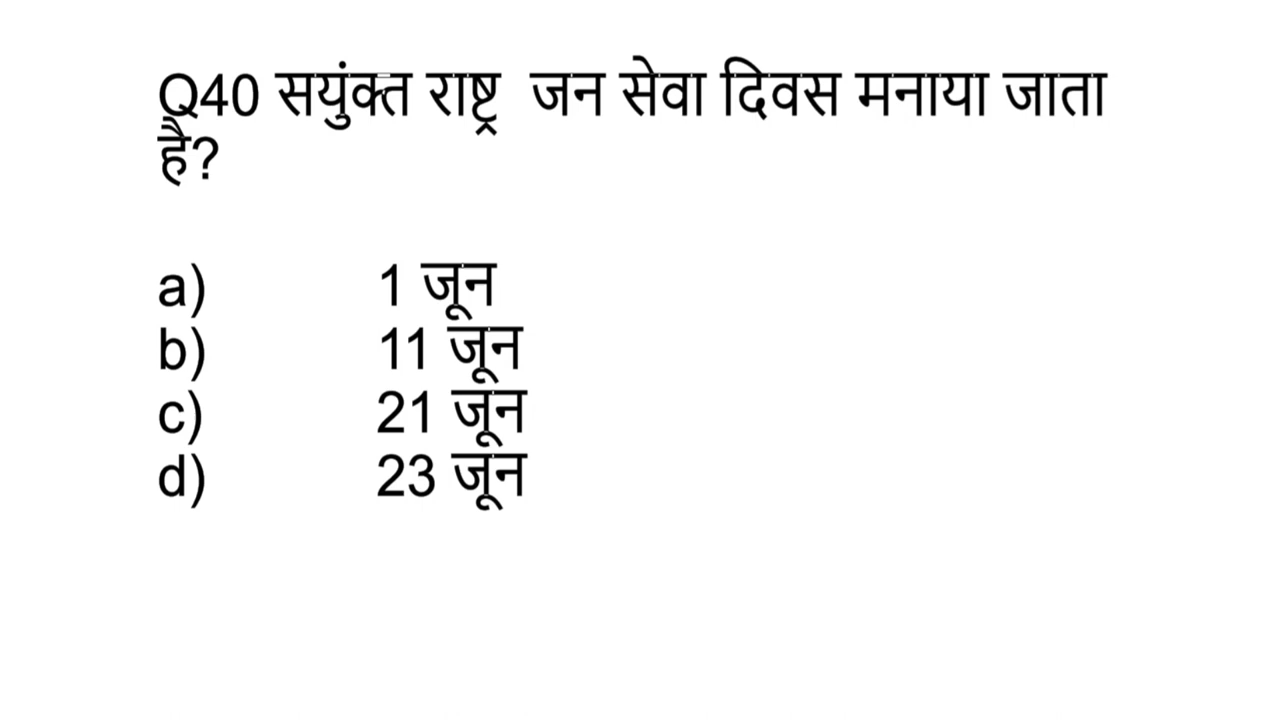 Q40 सयुंक्त राष्ट्र जन सेवा दिवस मनाया जाता
है?
a) 1 जून
b) 11 जून
c) 21 जून
d) 23 जून